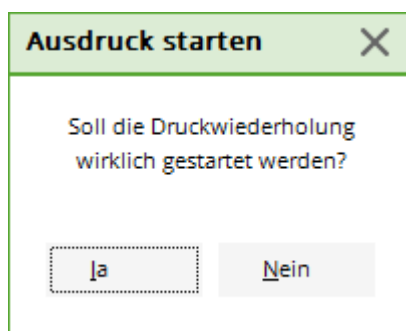 Ausdruck starten
Soll die Druckwiederholung
wirklich gestartet werden?
Ja
Nein